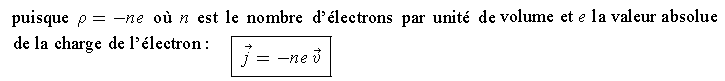 puisque ρ = −ne où n est le nombre d'électrons par unité de volume et e la valeur absolue
de la charge de l'électron : j⃗ = −ne v⃗